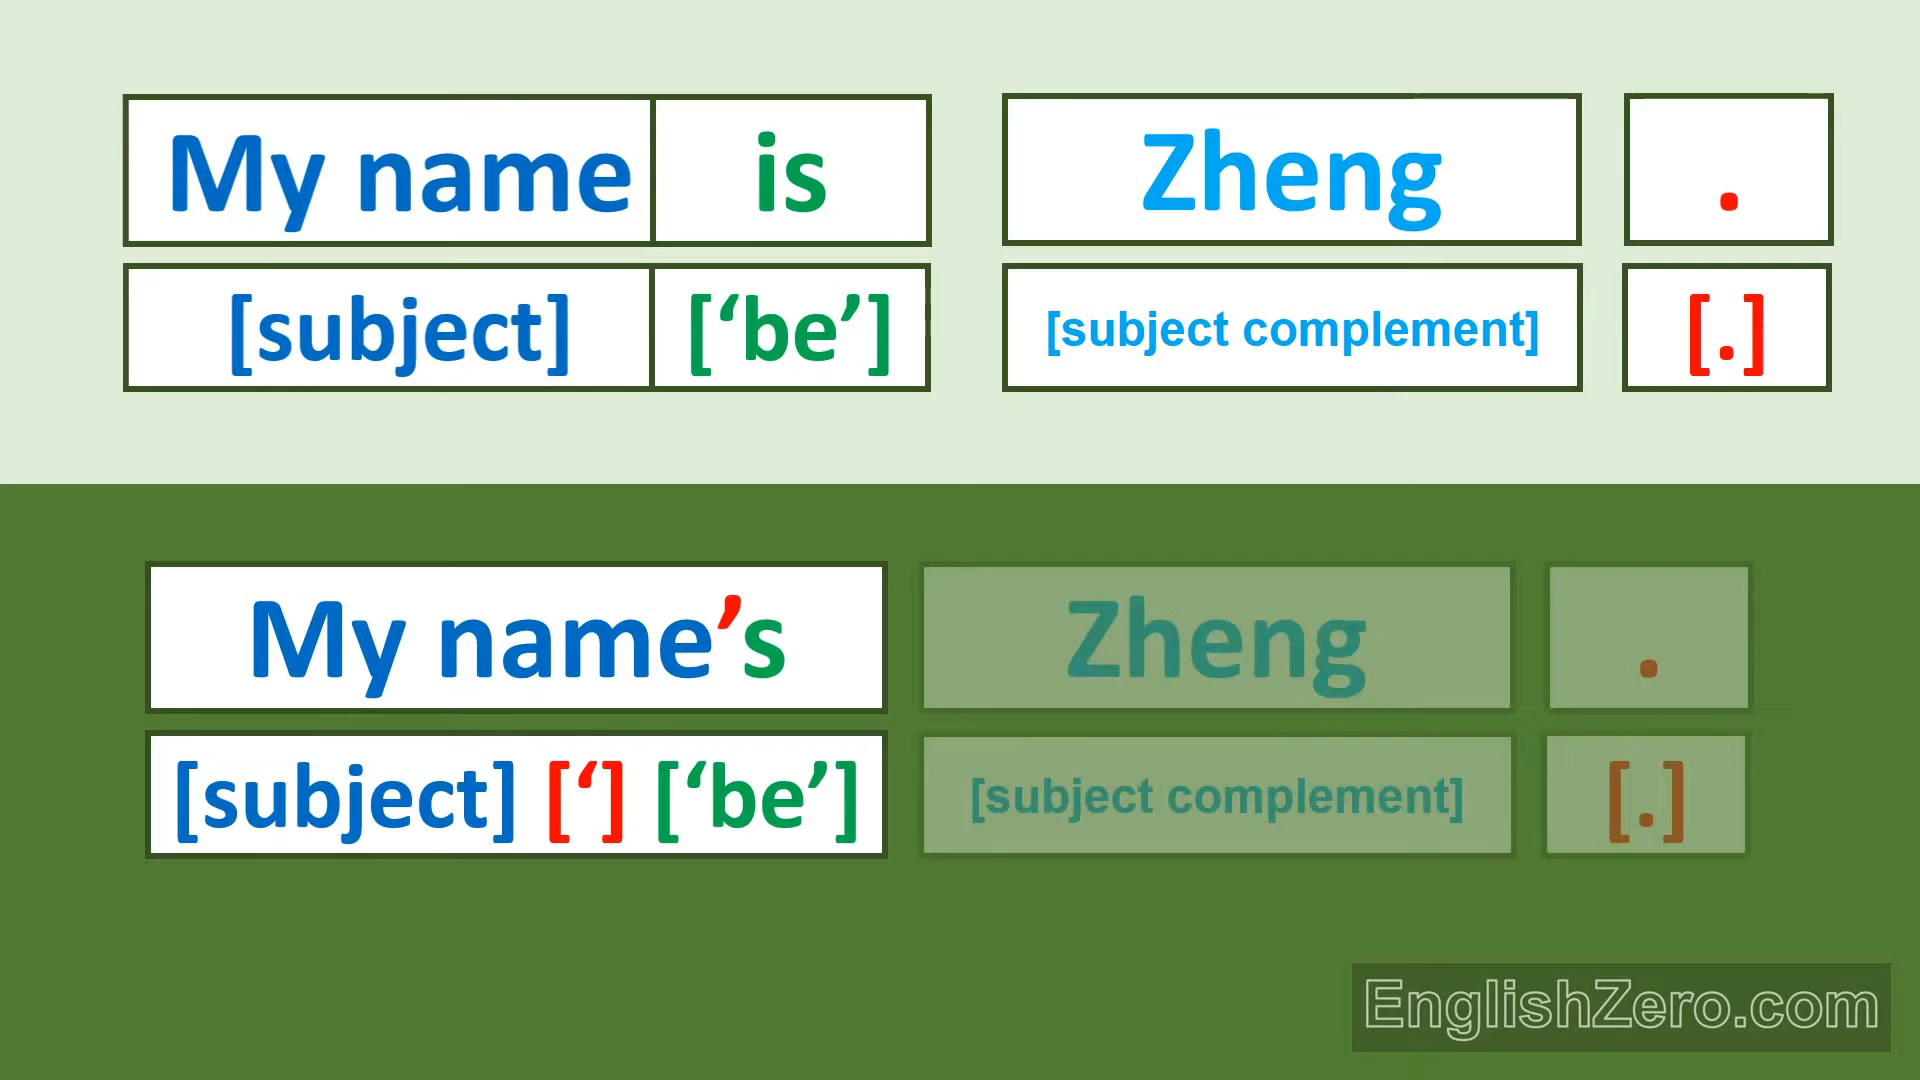 My name is Zheng .
[subject] [‘be’] [subject complement] [.]
My name’s Zheng .
[subject] [‘] [‘be’] [subject complement] [.]
EnglishZero.com